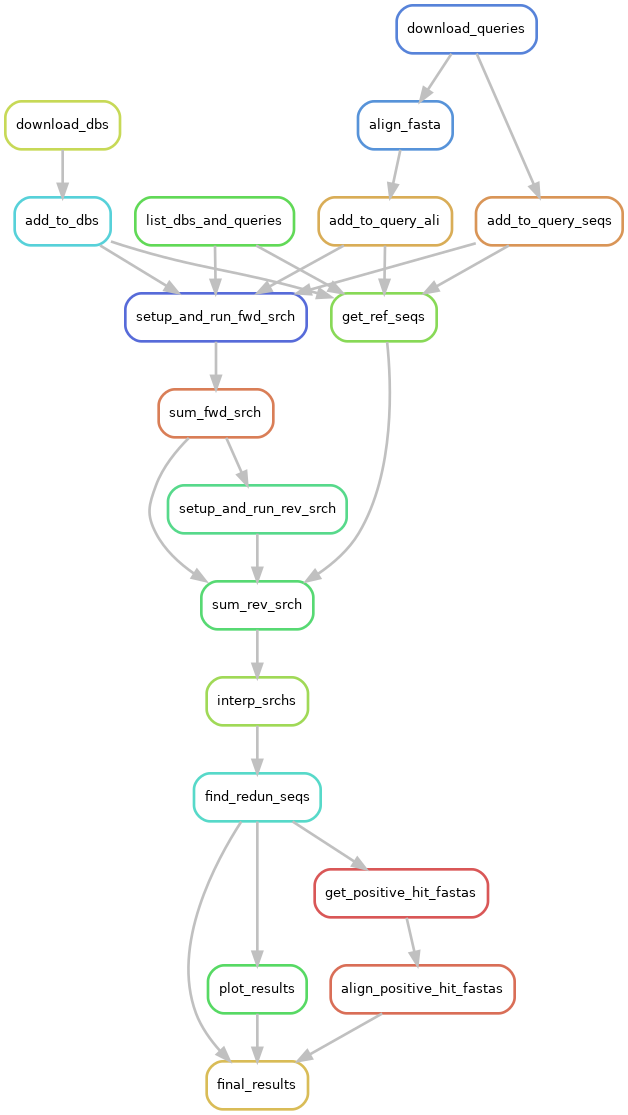 download_queries
download_dbs
align_fasta
add_to_dbs
list_dbs_and_queries
add_to_query_ali
add_to_query_seqs
setup_and_run_fwd_srch
get_ref_seqs
sum_fwd_srch
setup_and_run_rev_srch
sum_rev_srch
interp_srchs
find_redun_seqs
get_positive_hit_fastas
plot_results
align_positive_hit_fastas
final_results